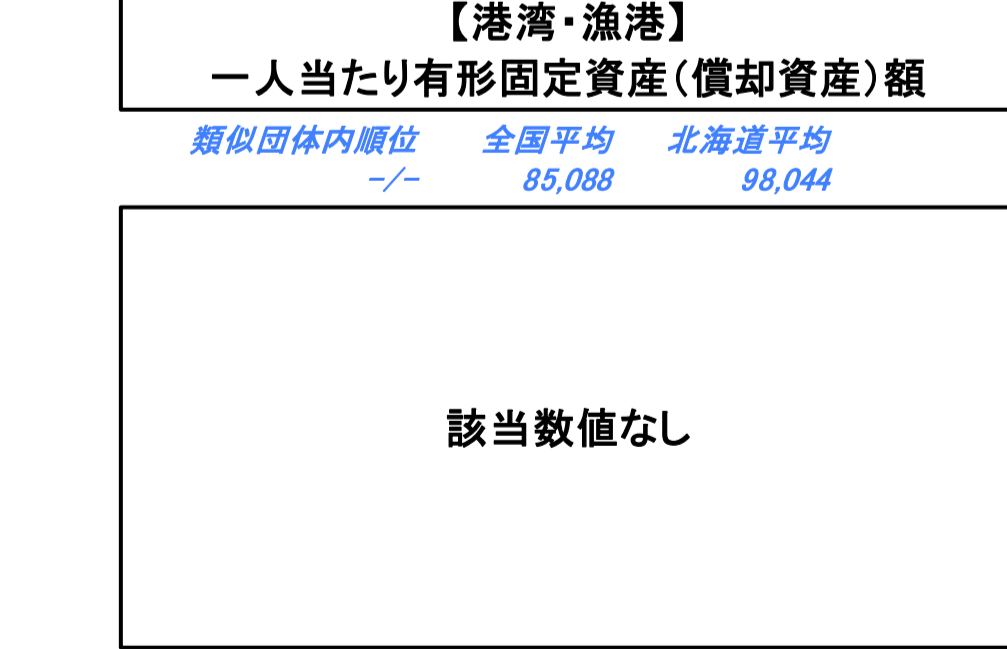 【港湾・漁港】
一人当たり有形固定資産(償却資産)額
類似団体内順位 全国平均 北海道平均
-/- 85,088 98,044
該当数値なし